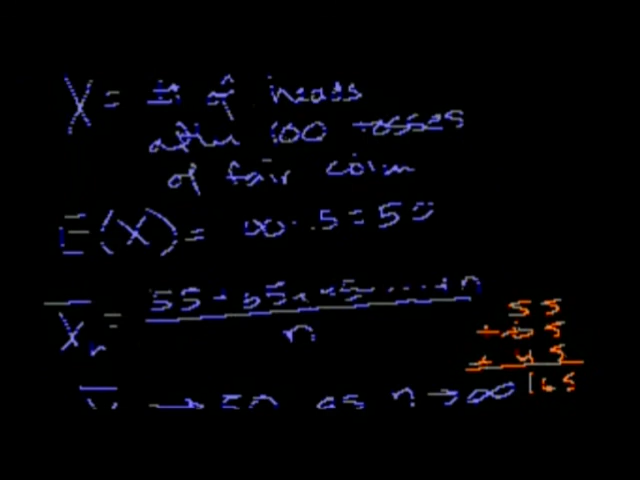 X = # of heads
after 100 tosses
of fair coin
E(X) = 100 · .5 = 50
X̄n = 55 + 65 + 45 + .... + n
n
55
+ 65
+ 45
165
X̄ → 50 as n → ∞